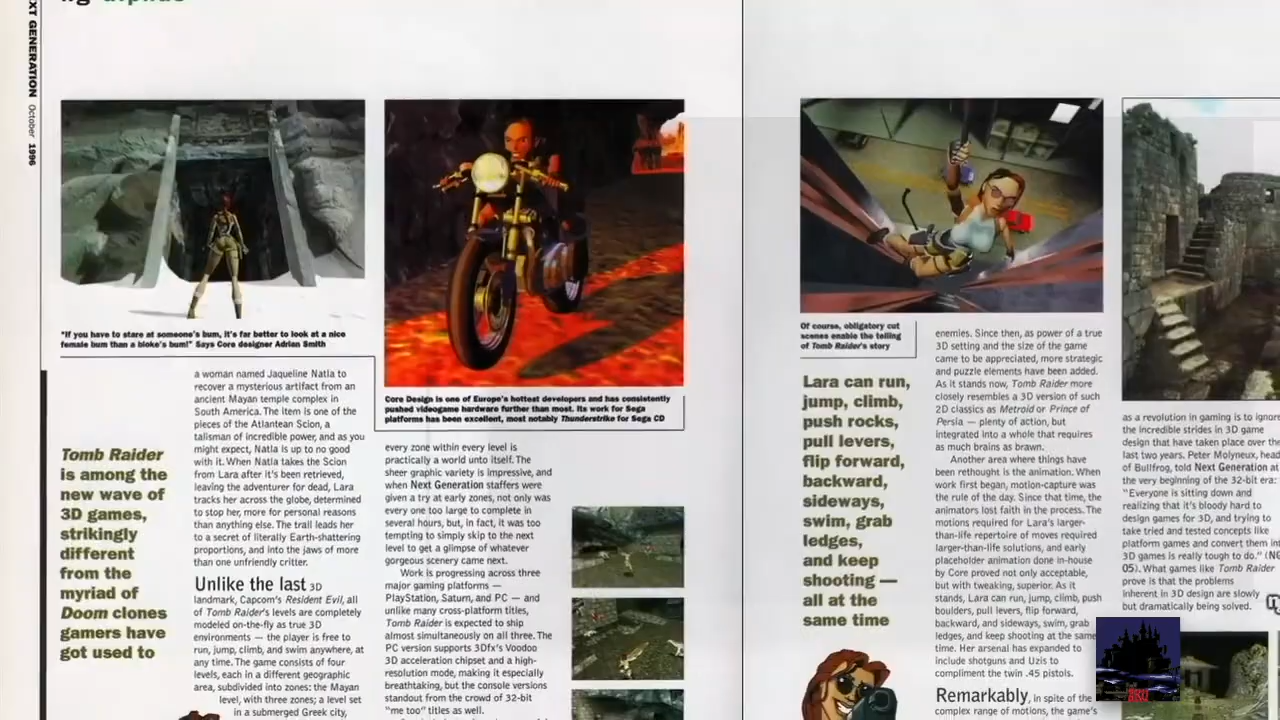 NEXT GENERATION October 1996
ng alphas
"If you have to stare at someone's bum, it's far better to look at a nice
female bum than a bloke's bum!" Says Core designer Adrian Smith
Tomb Raider
is among the
new wave of
3D games,
strikingly
different
from the
myriad of
Doom clones
gamers have
got used to
a woman named Jaqueline Natla to
recover a mysterious artifact from an
ancient Mayan temple complex in
South America. The item is one of the
pieces of the Atlantean Scion, a
talisman of incredible power, and as you
might expect, Natla is up to no good
with it. When Natla takes the Scion
from Lara after it's been retrieved,
leaving the adventurer for dead, Lara
tracks her across the globe, determined
to stop her, more for personal reasons
than anything else. The trail leads her
to a secret of literally Earth-shattering
proportions, and into the jaws of more
than one unfriendly critter.
Unlike the last 3D
landmark, Capcom's Resident Evil, all
of Tomb Raider's levels are completely
modeled on-the-fly as true 3D
environments — the player is free to
run, jump, climb, and swim anywhere, at
any time. The game consists of four
levels, each in a different geographic
area, subdivided into zones: the Mayan
level, with three zones; a level set
in a submerged Greek city,
Core Design is one of Europe's hottest developers and has consistently
pushed videogame hardware further than most. Its work for Sega
platforms has been excellent, most notably Thunderstrike for Sega CD
every zone within every level is
practically a world unto itself. The
sheer graphic variety is impressive, and
when Next Generation staffers were
given a try at early zones, not only was
every one too large to complete in
several hours, but, in fact, it was too
tempting to simply skip to the next
level to get a glimpse of whatever
gorgeous scenery came next.
Work is progressing across three
major gaming platforms —
PlayStation, Saturn, and PC — and
unlike many cross-platform titles,
Tomb Raider is expected to ship
almost simultaneously on all three. The
PC version supports 3Dfx's Voodoo
3D acceleration chipset and a high-
resolution mode, making it especially
breathtaking, but the console versions
standout from the crowd of 32-bit
"me too" titles as well.
Of course, obligatory cut
scenes enable the telling
of Tomb Raider's story
Lara can run,
jump, climb,
push rocks,
pull levers,
flip forward,
backward,
sideways,
swim, grab
ledges,
and keep
shooting —
all at the
same time
enemies. Since then, as power of a true
3D setting and the size of the game
came to be appreciated, more strategic
and puzzle elements have been added.
As it stands now, Tomb Raider more
closely resembles a 3D version of such
2D classics as Metroid or Prince of
Persia — plenty of action, but
integrated into a whole that requires
as much brains as brawn.
Another area where things have
been rethought is the animation. When
work first began, motion-capture was
the rule of the day. Since that time, the
animators lost faith in the process. The
motions required for Lara's larger-
than-life repertoire of moves required
larger-than-life solutions, and early
placeholder animation done in-house
by Core proved not only acceptable,
but with tweaking, superior. As it
stands, Lara can run, jump, climb, push
boulders, pull levers, flip forward,
backward, and sideways, swim, grab
ledges, and keep shooting at the same
time. Her arsenal has expanded to
include shotguns and Uzis to
compliment the twin .45 pistols.
Remarkably, in spite of the
complex range of motions, the game's
as a revolution in gaming is to ignore
the incredible strides in 3D game
design that have taken place over the
last two years. Peter Molyneux, head
of Bullfrog, told Next Generation at
the very beginning of the 32-bit era:
"Everyone is sitting down and
realizing that it's bloody hard to
design games for 3D, and trying to
take tried and tested concepts like
platform games and convert them into
3D games is really tough to do." (NG
05). What games like Tomb Raider
prove is that the problems
inherent in 3D design are slowly
but dramatically being solved.